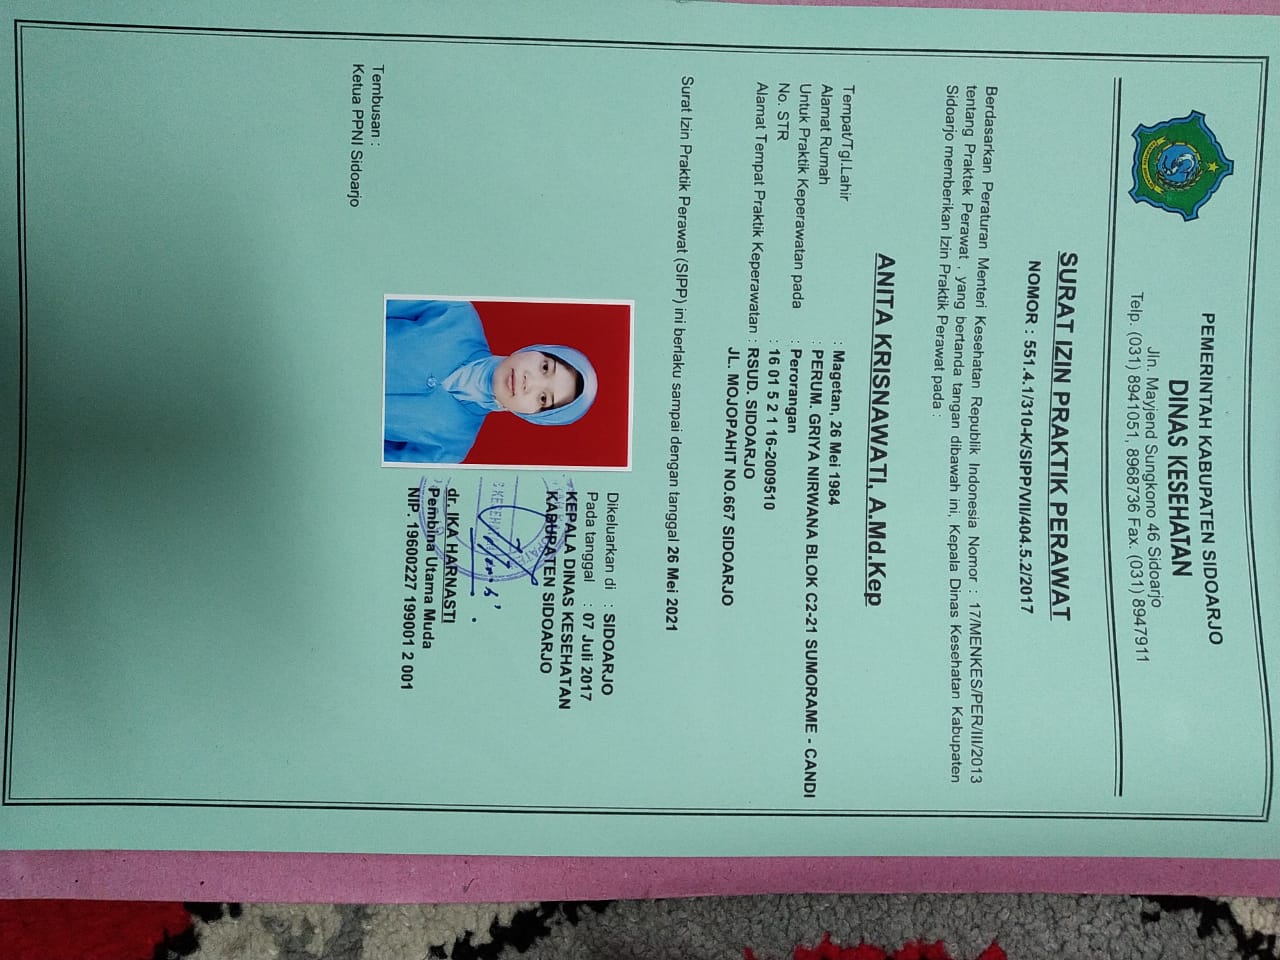 PEMERINTAH KABUPATEN SIDOARJO
DINAS KESEHATAN
Jln. Mayjend Sungkono 46 Sidoarjo
Telp. (031) 8941051, 8968736 Fax. (031) 8947911
SURAT IZIN PRAKTIK PERAWAT
NOMOR : 551.4.1/310-K/SIPP/VII/404.5.2/2017
Berdasarkan Peraturan Menteri Kesehatan Republik Indonesia Nomor : 17/MENKES/PER/III/2013
tentang Praktek Perawat , yang bertanda tangan dibawah ini, Kepala Dinas Kesehatan Kabupaten
Sidoarjo memberikan Izin Praktik Perawat pada :
ANITA KRISNAWATI, A.Md.Kep
Tempat/Tgl.Lahir : Magetan, 26 Mei 1984
Alamat Rumah : PERUM. GRIYA NIRWANA BLOK C2-21 SUMORAME - CANDI
Untuk Praktik Keperawatan pada : Perorangan
No. STR : 16 01 5 2 1 16-2009510
Alamat Tempat Praktik Keperawatan : RSUD. SIDOARJO
JL. MOJOPAHIT NO.667 SIDOARJO
Surat Izin Praktik Perawat (SIPP) ini berlaku sampai dengan tanggal 26 Mei 2021
Dikeluarkan di : SIDOARJO
Pada tanggal : 07 Juli 2017
KEPALA DINAS KESEHATAN
KABUPATEN SIDOARJO
KESEHATAN
dr. IKA HARNASTI
Pembina Utama Muda
NIP. 19600227 199001 2 001
Tembusan :
Ketua PPNI Sidoarjo